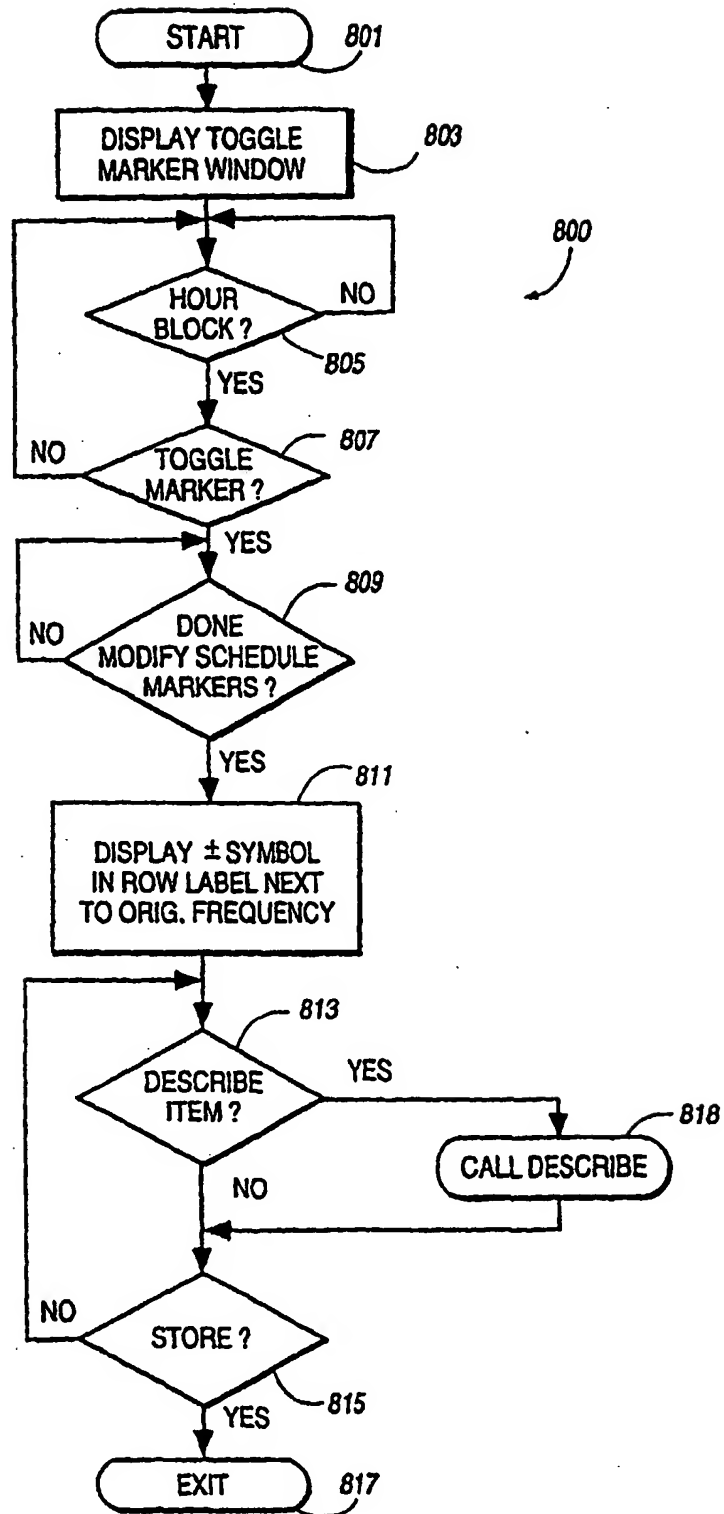 START
801
DISPLAY TOGGLE
MARKER WINDOW
803
800
HOUR
BLOCK ?
NO
805
YES
807
NO
TOGGLE
MARKER ?
YES
809
NO
DONE
MODIFY SCHEDULE
MARKERS ?
YES
811
DISPLAY ± SYMBOL
IN ROW LABEL NEXT
TO ORIG. FREQUENCY
813
DESCRIBE
ITEM ?
YES
818
CALL DESCRIBE
NO
NO
STORE ?
815
YES
EXIT
817